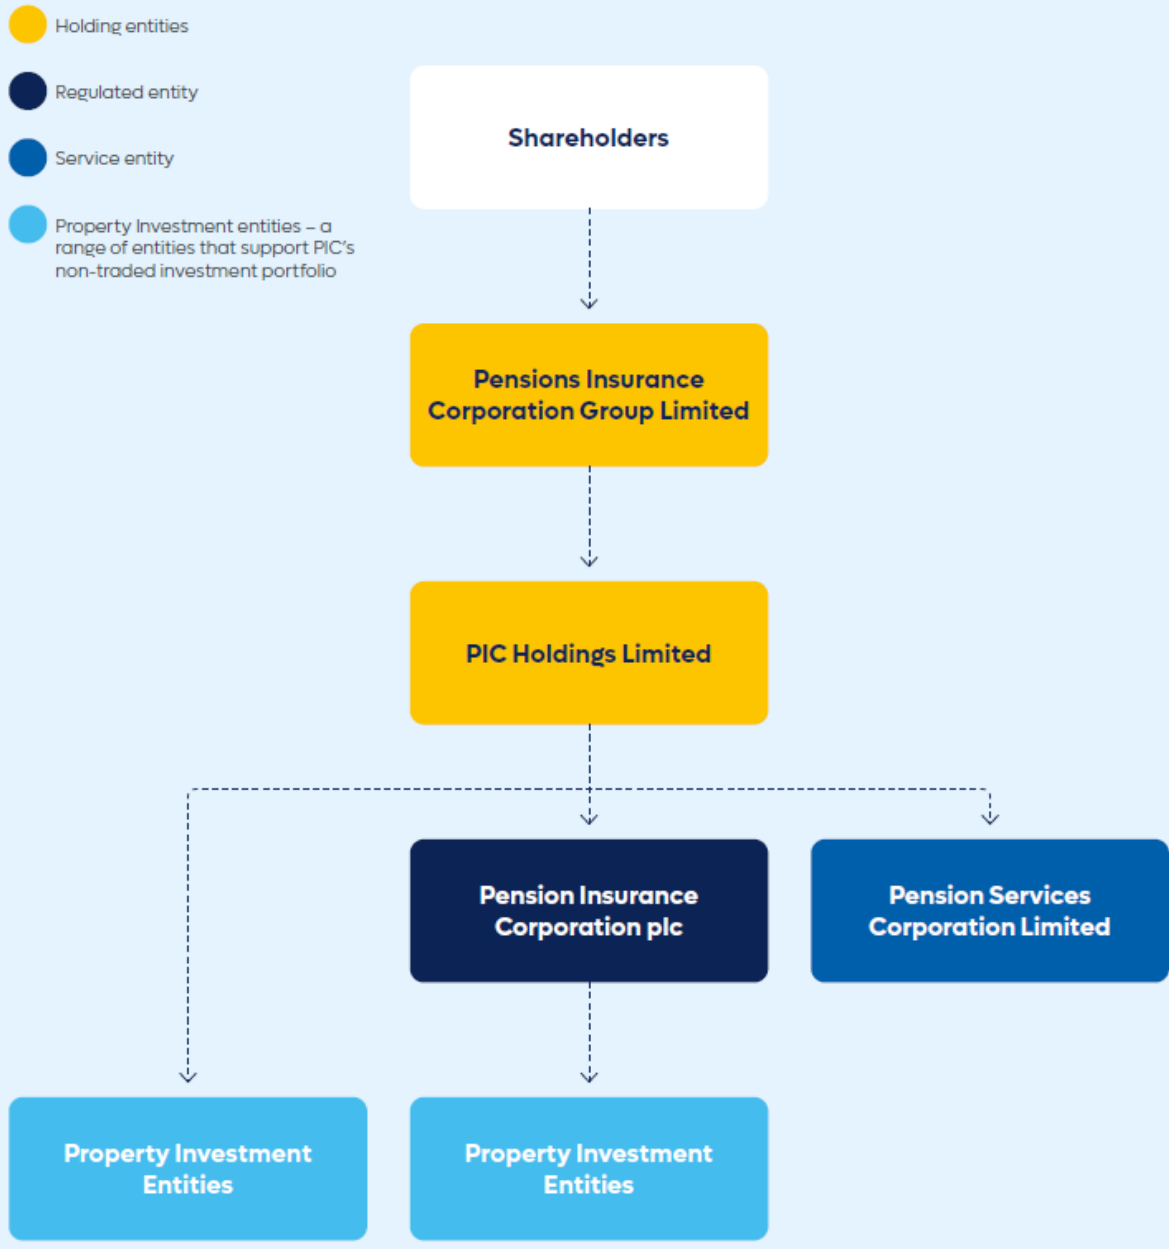 Holding entities
Regulated entity
Service entity
Property Investment entities – a
range of entities that support PIC's
non-traded investment portfolio
Shareholders
Pensions Insurance
Corporation Group Limited
PIC Holdings Limited
Pension Insurance
Corporation plc
Pension Services
Corporation Limited
Property Investment
Entities
Property Investment
Entities